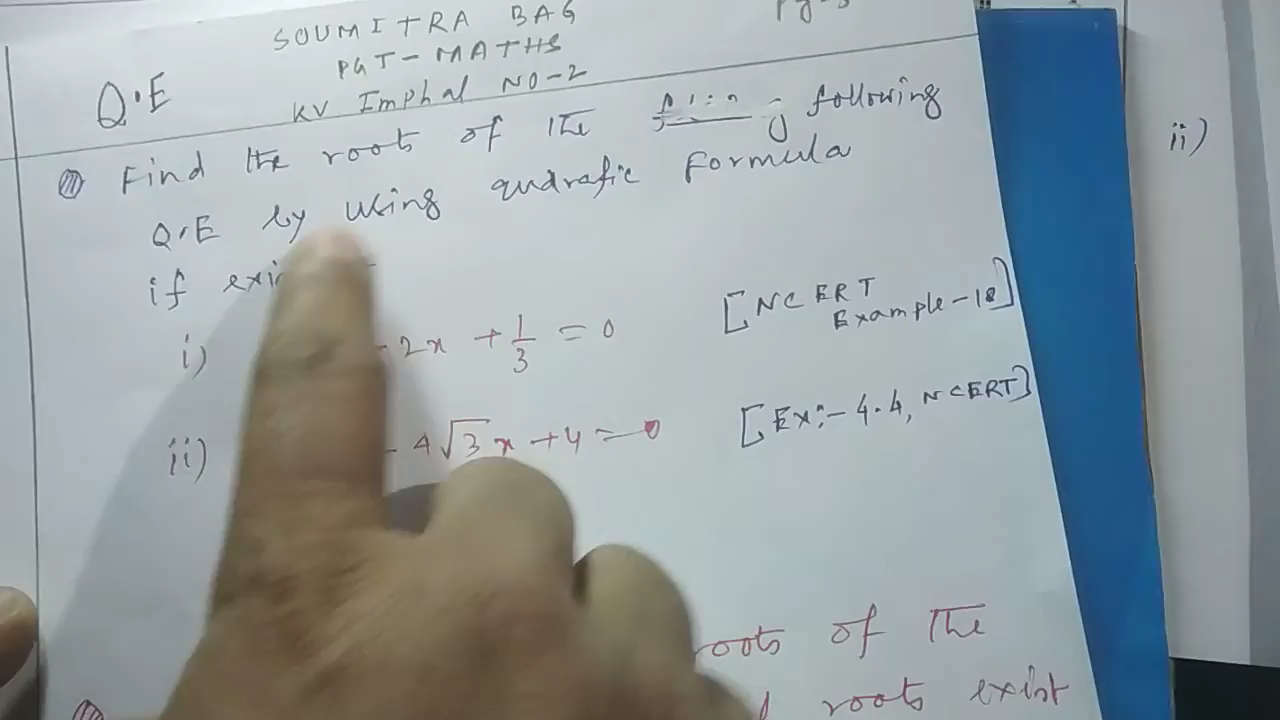 SOUMITRA BAG
PGT-MATHS
KV Imphal NO-2
Q.E
Find the roots of the following
Q.E by using qudrafic Formula
if
i) - 2x + 1/3 = 0 [NCERT Example-18]
ii) - 4√3x + 4 = 0 [Ex:- 4.4, NCERT]
roots of the
roots exist
ii)